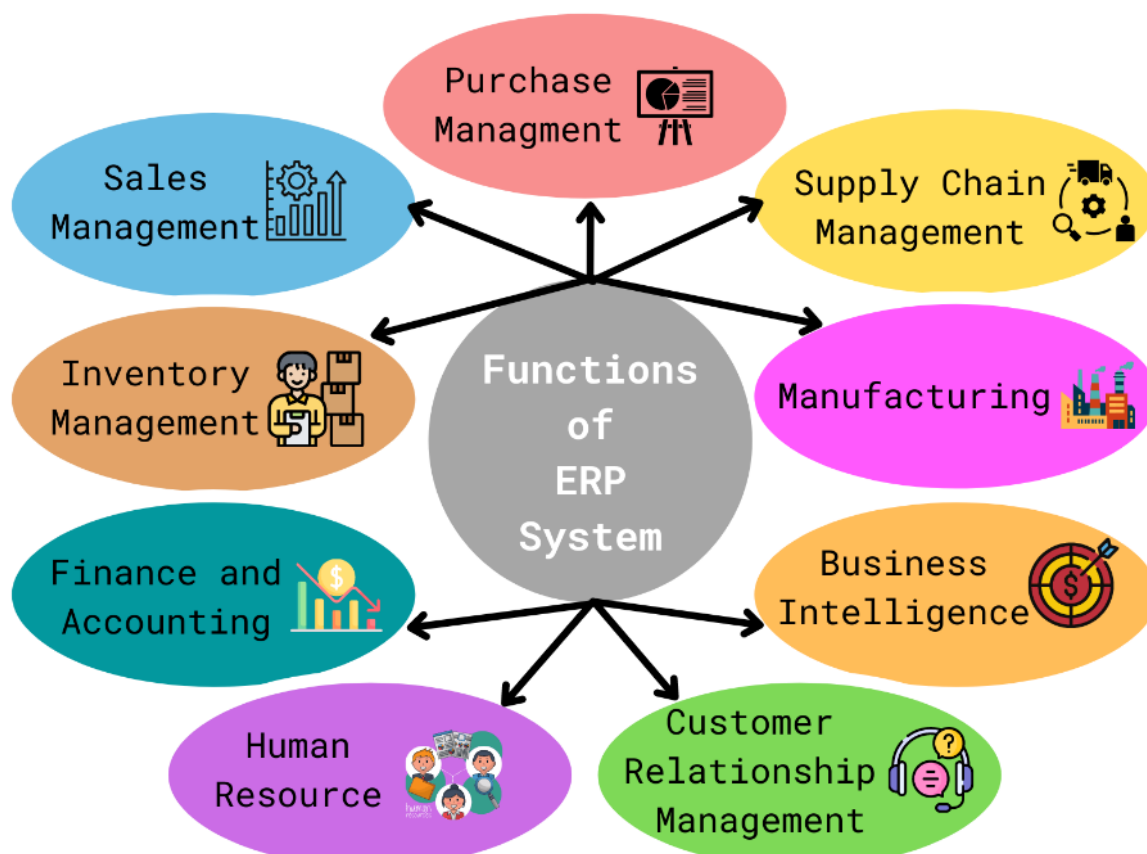 Purchase
Managment
Sales
Management
Supply Chain
Management
Inventory
Management
Functions
of
ERP
System
Manufacturing
Finance and
Accounting
Business
Intelligence
Human
Resource
Customer
Relationship
Management